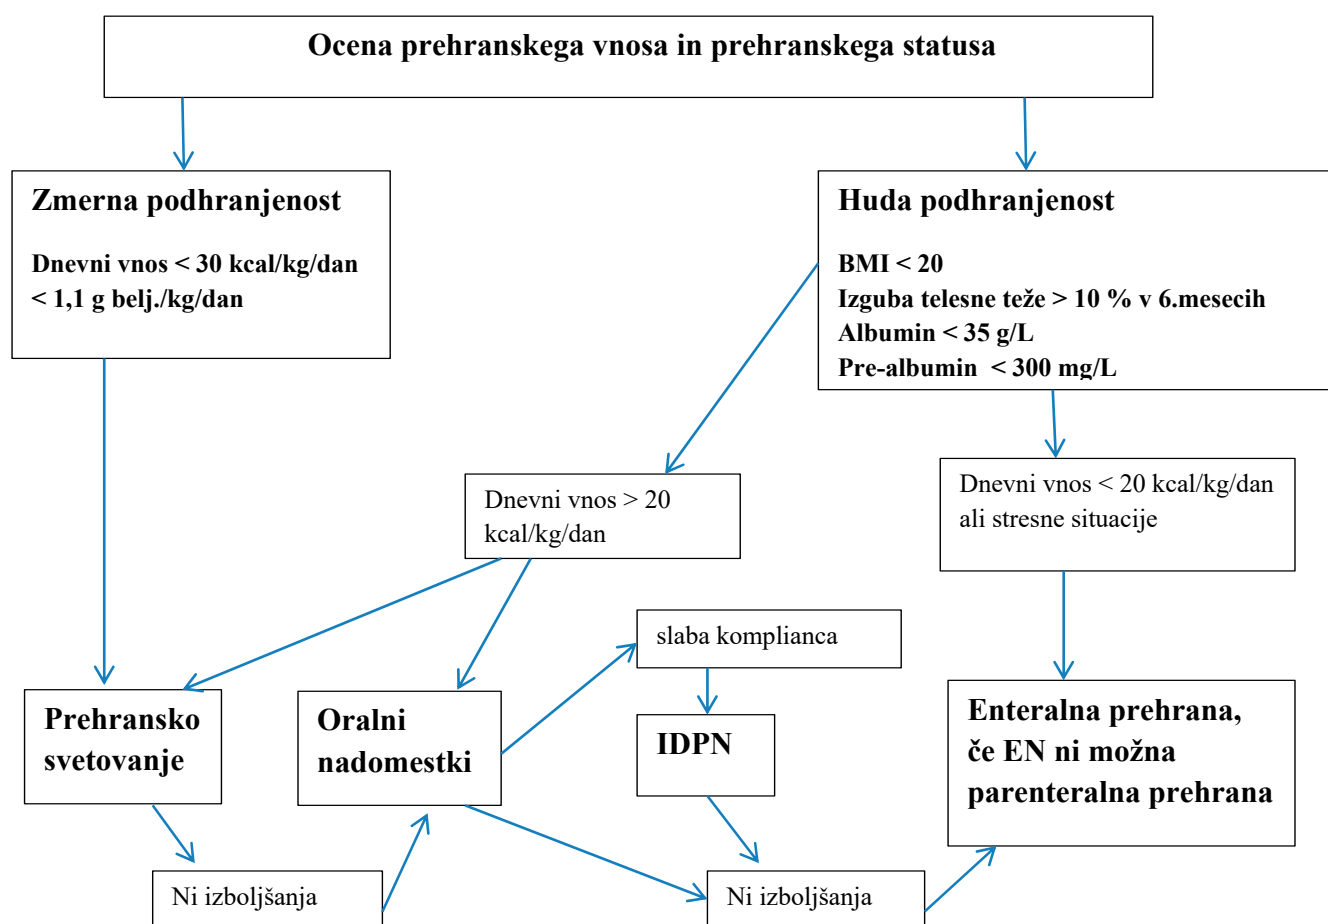 Ocena prehranskega vnosa in prehranskega statusa
Zmerna podhranjenost
Dnevni vnos < 30 kcal/kg/dan
< 1,1 g belj./kg/dan
Huda podhranjenost
BMI < 20
Izguba telesne teže > 10 % v 6.mesecih
Albumin < 35 g/L
Pre-albumin < 300 mg/L
Dnevni vnos > 20
kcal/kg/dan
Dnevni vnos < 20 kcal/kg/dan
ali stresne situacije
slaba komplianca
Prehransko
svetovanje
Oralni
nadomestki
IDPN
Enteralna prehrana,
če EN ni možna
parenteralna prehrana
Ni izboljšanja
Ni izboljšanja